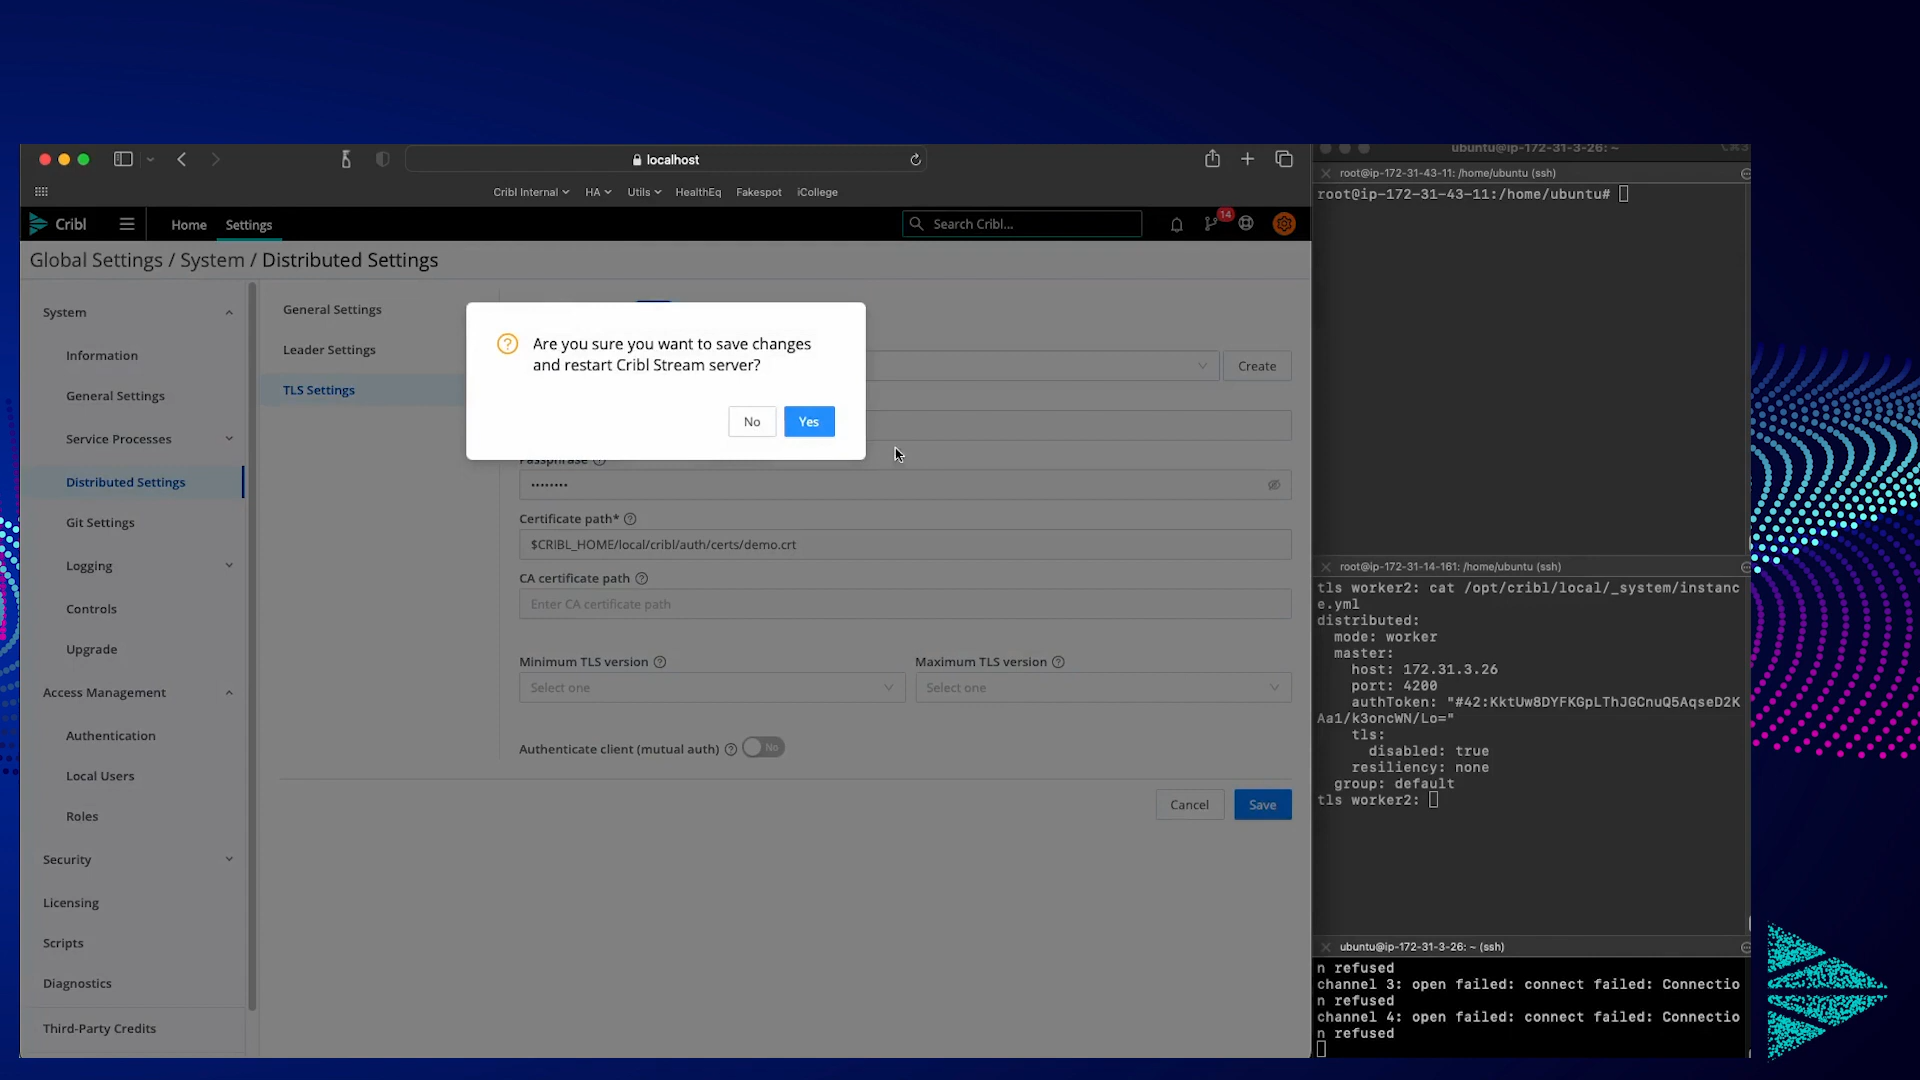 localhost
Cribl Internal
HA
Utils
HealthEq
Fakespot
iCollege
Cribl
Home
Settings
Search Cribl...
14
Global Settings / System / Distributed Settings
System
Information
General Settings
Service Processes
Distributed Settings
Git Settings
Logging
Controls
Upgrade
Access Management
Authentication
Local Users
Roles
Security
Licensing
Scripts
Diagnostics
Third-Party Credits
General Settings
Leader Settings
TLS Settings
Are you sure you want to save changes
and restart Cribl Stream server?
No
Yes
Create
Passphrase
••••••••
Certificate path*
$CRIBL_HOME/local/cribl/auth/certs/demo.crt
CA certificate path
Enter CA certificate path
Minimum TLS version
Select one
Maximum TLS version
Select one
Authenticate client (mutual auth)
No
Cancel
Save
ubuntu@ip-172-31-3-26: ~
root@ip-172-31-43-11: /home/ubuntu (ssh)
root@ip-172-31-43-11:/home/ubuntu#
root@ip-172-31-14-161: /home/ubuntu (ssh)
tls worker2: cat /opt/cribl/local/_system/instanc
e.yml
distributed:
mode: worker
master:
host: 172.31.3.26
port: 4200
authToken: "#42:KktUw8DYFKGpLThJGCnuQ5AqseD2K
Aa1/k3oncWN/Lo="
tls:
disabled: true
resiliency: none
group: default
tls worker2:
ubuntu@ip-172-31-3-26: ~ (ssh)
n refused
channel 3: open failed: connect failed: Connectio
n refused
channel 4: open failed: connect failed: Connectio
n refused